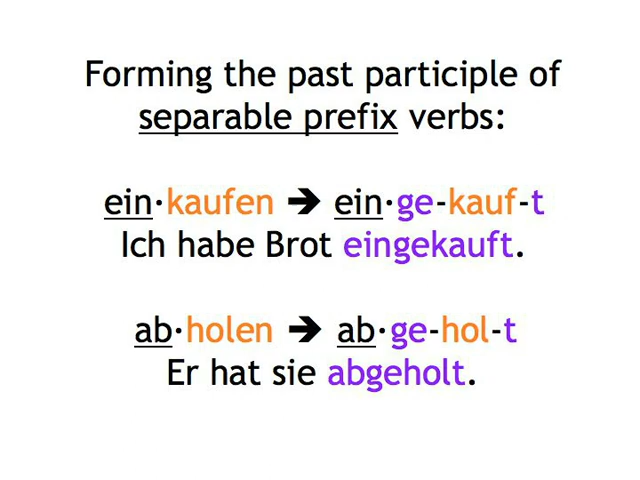 Forming the past participle of
separable prefix verbs:
ein·kaufen ➔ ein·ge-kauf-t
Ich habe Brot eingekauft.
ab·holen ➔ ab·ge-hol-t
Er hat sie abgeholt.